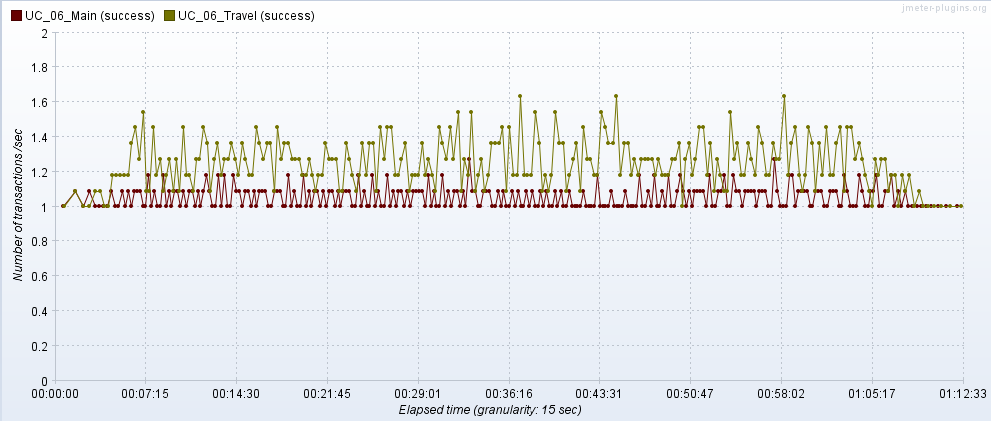 jmeter-plugins.org
UC_06_Main (success) UC_06_Travel (success)
Number of transactions /sec
2
1.8
1.6
1.4
1.2
1
0.8
0.6
0.4
0.2
0
00:00:00 00:07:15 00:14:30 00:21:45 00:29:01 00:36:16 00:43:31 00:50:47 00:58:02 01:05:17 01:12:33
Elapsed time (granularity: 15 sec)